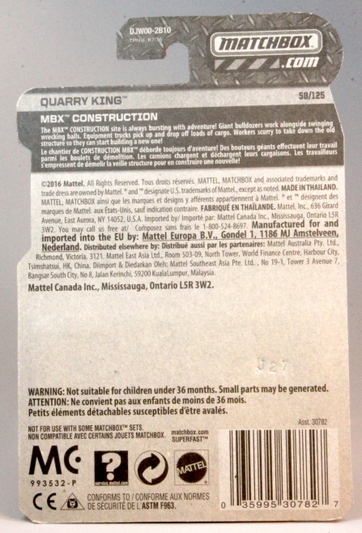 DJW00-2B10
MATCHBOX
.COM
QUARRY KING™ 58/125
MBX™ CONSTRUCTION
The MBX™ CONSTRUCTION site is always bursting with adventure! Giant bulldozers work alongside swinging
wrecking balls. Equipment trucks pick up and drop off loads of cargo. Workers scurry to take down the old
structure so they can start building a new one!
Le chantier de CONSTRUCTION MBX™ déborde toujours d'aventure! Des boutons géants effectuent leur travail
parmi les boulets de démolition. Les camions chargent et déchargent leurs cargaisons. Les travailleurs
s'empressent de démolir la vieille structure pour en construire une nouvelle!
©2016 Mattel. All Rights Reserved. Tous droits réservés. MATTEL, MATCHBOX and associated trademarks and
trade dress are owned by Mattel. ® and ™ designate U.S. trademarks of Mattel, except as noted. MADE IN THAILAND.
MATTEL, MATCHBOX ainsi que les marques et designs y afférents appartiennent à Mattel. ® et ™ désignent des
marques de Mattel. aux États-Unis, sauf indication contraire. FABRIQUÉ EN THAÏLANDE. Mattel, Inc., 636 Girard
Avenue, East Aurora, NY 14052, U.S.A. Imported by/ Importé par: Mattel Canada Inc., Mississauga, Ontario L5R
3W2. You may call us free at/ Composez sans frais le 1-800-524-8697. Manufactured for and
imported into the EU by: Mattel Europa B.V., Gondel 1, 1186 MJ Amstelveen,
Nederland. Distributed elsewhere by: Distribué aussi par les partenaires: Mattel Australia Pty. Ltd.,
Richmond, Victoria, 3121. Mattel East Asia Ltd., Room 503-09, North Tower, World Finance Centre, Harbour City,
Tsimshatsui, HK, China. Diimport & Diedarkan Oleh: Mattel Southeast Asia Pte. Ltd., No 19-1, Tower 3 Avenue 7,
Bangsar South City, No 8, Jalan Kerinchi, 59200 Kuala Lumpur, Malaysia.
Mattel Canada Inc., Mississauga, Ontario L5R 3W2.
J27
WARNING: Not suitable for children under 36 months. Small parts may be generated.
ATTENTION: Ne convient pas aux enfants de moins de 36 mois.
Petits éléments détachables susceptibles d'être avalés.
NOT FOR USE WITH SOME MATCHBOX® SETS.
NON COMPATIBLE AVEC CERTAINS JOUETS MATCHBOX.
matchbox.com
SUPERFAST™
Asst. 30782
MC
993532-P
?
MATTEL
CE CONFORMS TO / CONFORME AUX NORMES
DE SÉCURITÉ DE L'ASTM F963.
0 35995 30782 7